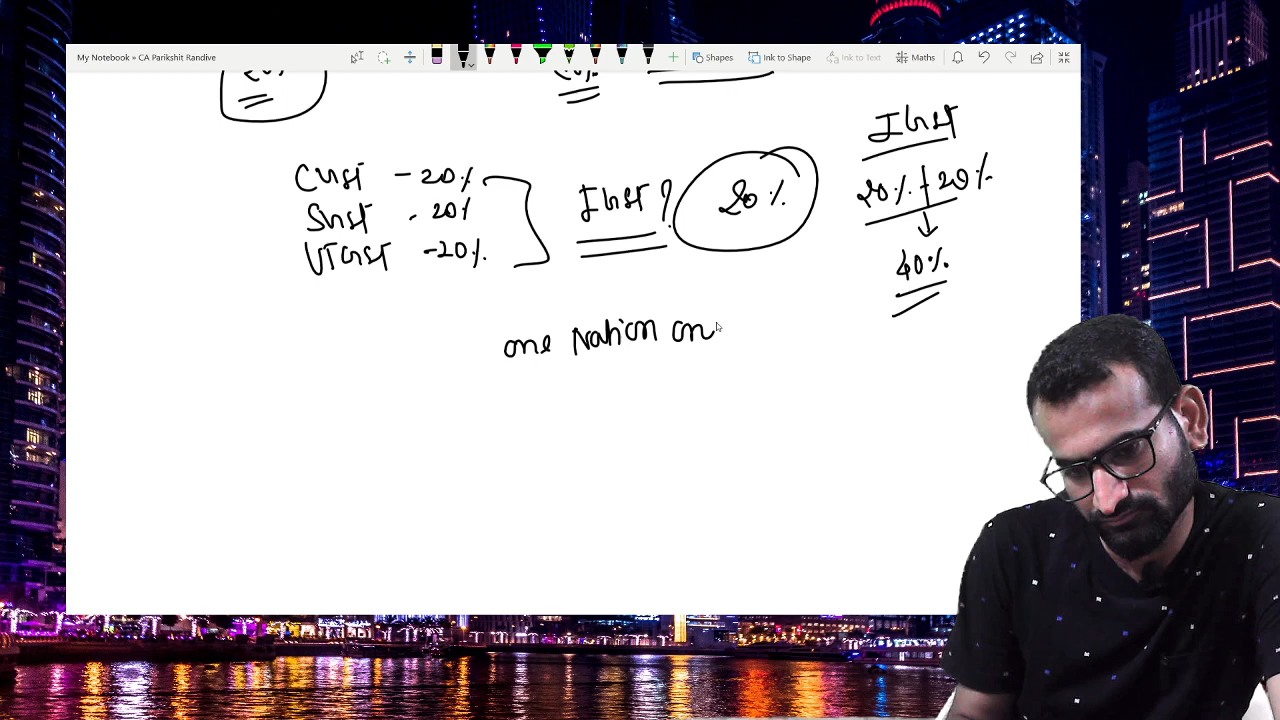 My Notebook » CA Parikshit Randive
Shapes
Ink to Shape
Ink to Text
Maths
20%
IGST
CGST - 20%
SGST - 20%
UTGST - 20%
IGST?
20%
20% + 20%
40%
one Nation on